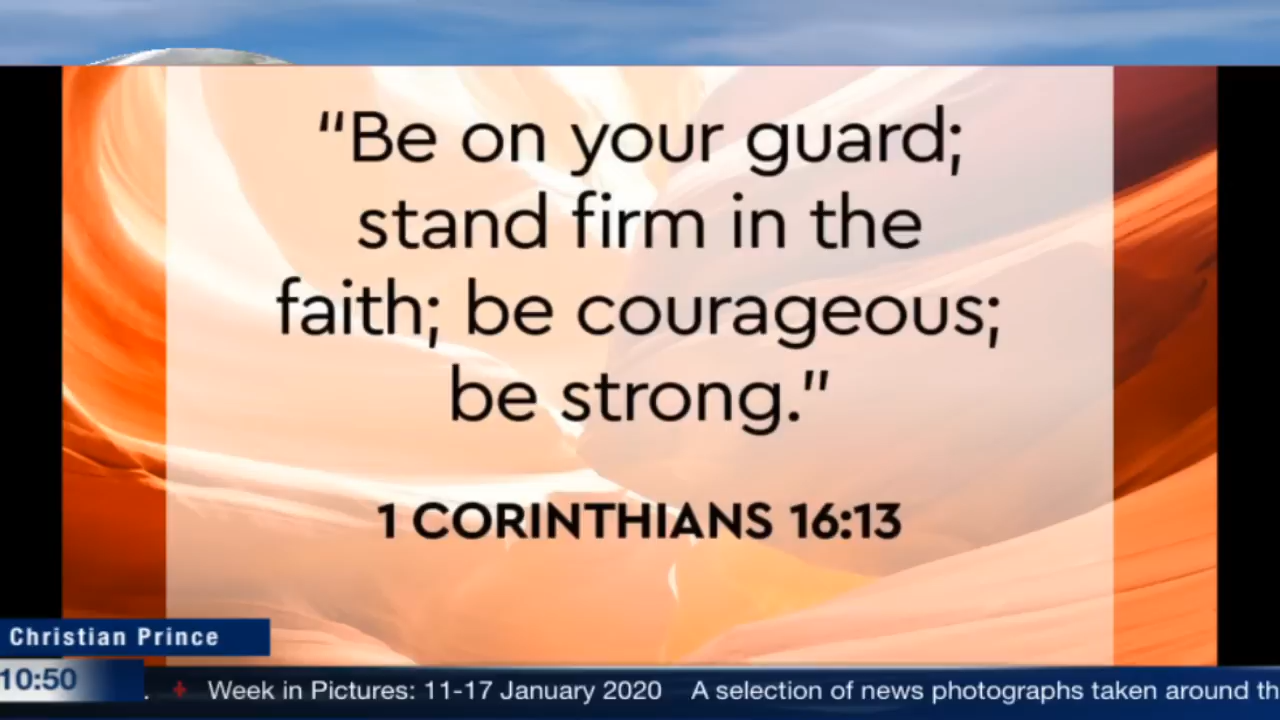 “Be on your guard;
stand firm in the
faith; be courageous;
be strong.”
1 CORINTHIANS 16:13
Christian Prince
10:50
. + Week in Pictures: 11-17 January 2020 A selection of news photographs taken around th